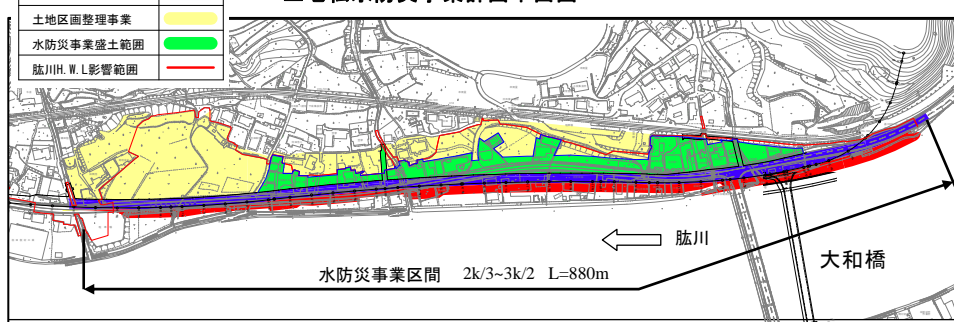 土地区画整理事業
水防災事業盛土範囲
肱川H.W.L影響範囲
肱川
大和橋
水防災事業区間 2k/3~3k/2 L=880m